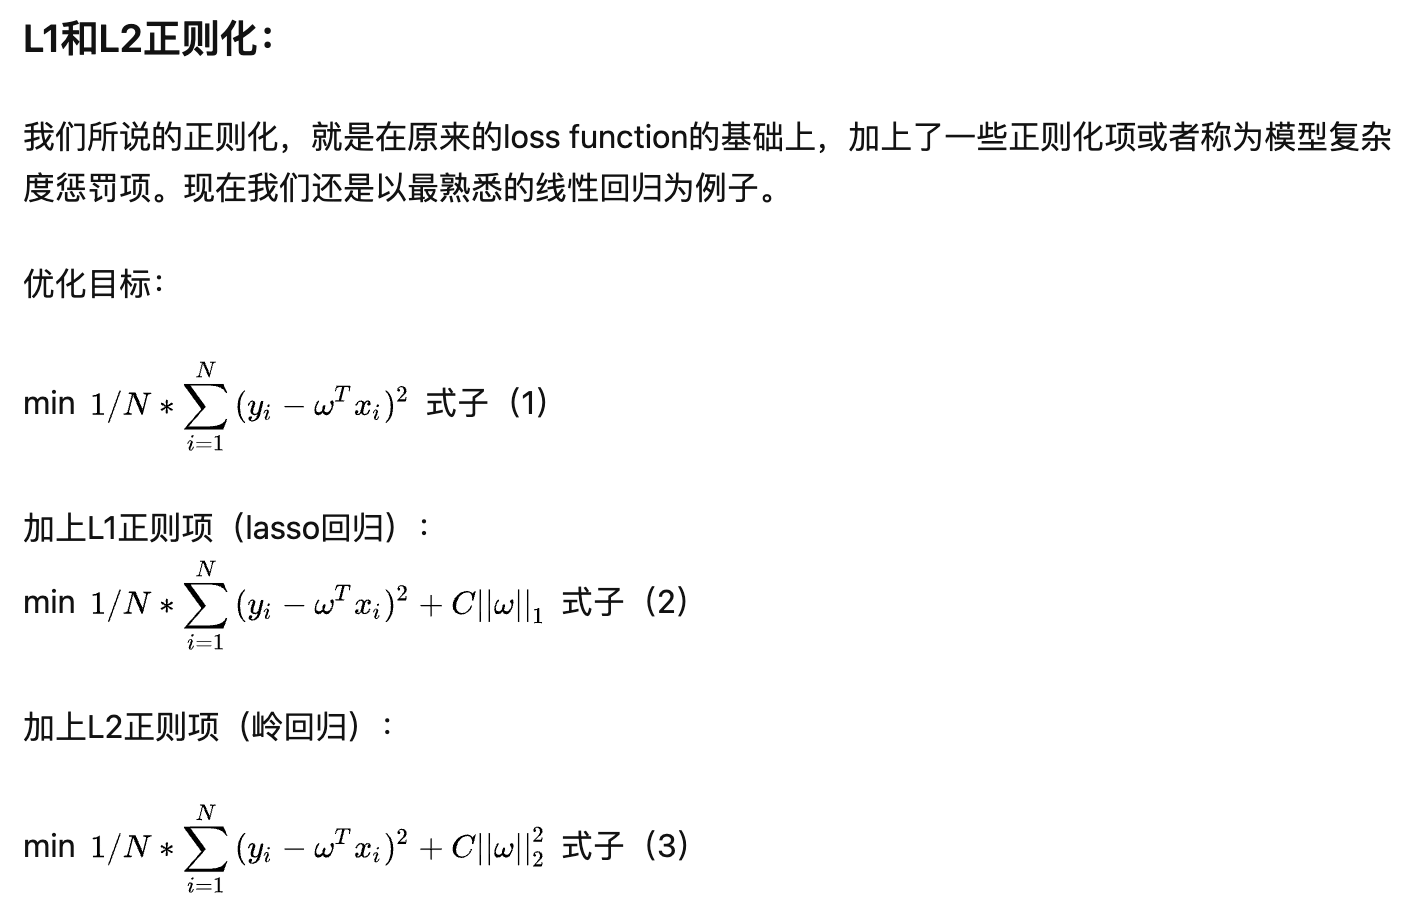 L1和L2正则化：
我们所说的正则化，就是在原来的loss function的基础上，加上了一些正则化项或者称为模型复杂
度惩罚项。现在我们还是以最熟悉的线性回归为例子。
优化目标：
min $1/N * \sum_{i=1}^{N} (y_i - \omega^T x_i)^2$ 式子（1）
加上L1正则项（lasso回归）：
min $1/N * \sum_{i=1}^{N} (y_i - \omega^T x_i)^2 + C||\omega||_1$ 式子（2）
加上L2正则项（岭回归）：
min $1/N * \sum_{i=1}^{N} (y_i - \omega^T x_i)^2 + C||\omega||_2^2$ 式子（3）